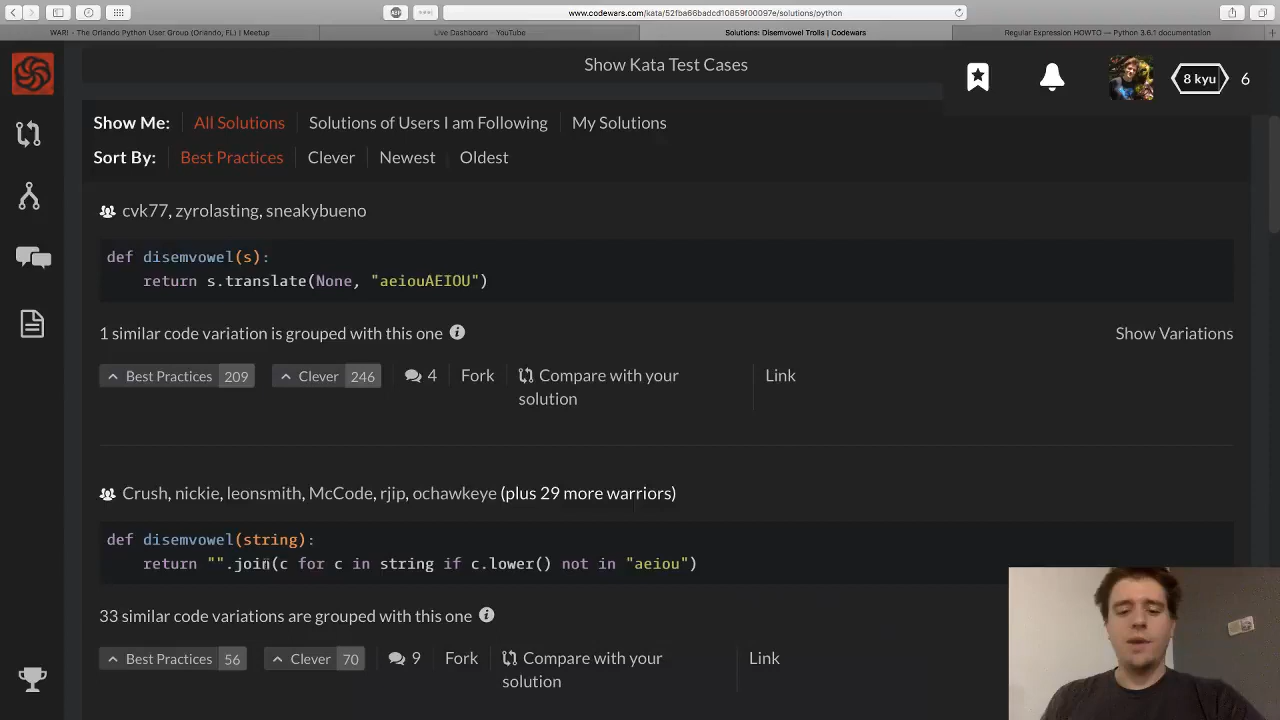 www.codewars.com/kata/52fba66badcd10859f00097e/solutions/python
WAR! - The Orlando Python User Group (Orlando, FL) | Meetup
Live Dashboard - YouTube
Solutions: Disemvowel Trolls | Codewars
Regular Expression HOWTO — Python 3.6.1 documentation
Show Kata Test Cases
8 kyu
6
Show Me: All Solutions Solutions of Users I am Following My Solutions
Sort By: Best Practices Clever Newest Oldest
cvk77, zyrolasting, sneakybueno
def disemvowel(s):
return s.translate(None, "aeiouAEIOU")
1 similar code variation is grouped with this one
Show Variations
Best Practices 209 Clever 246 4 Fork Compare with your solution Link
Crush, nickie, leonsmith, McCode, rjip, ochawkeye (plus 29 more warriors)
def disemvowel(string):
return "".join(c for c in string if c.lower() not in "aeiou")
33 similar code variations are grouped with this one
Best Practices 56 Clever 70 9 Fork Compare with your solution Link